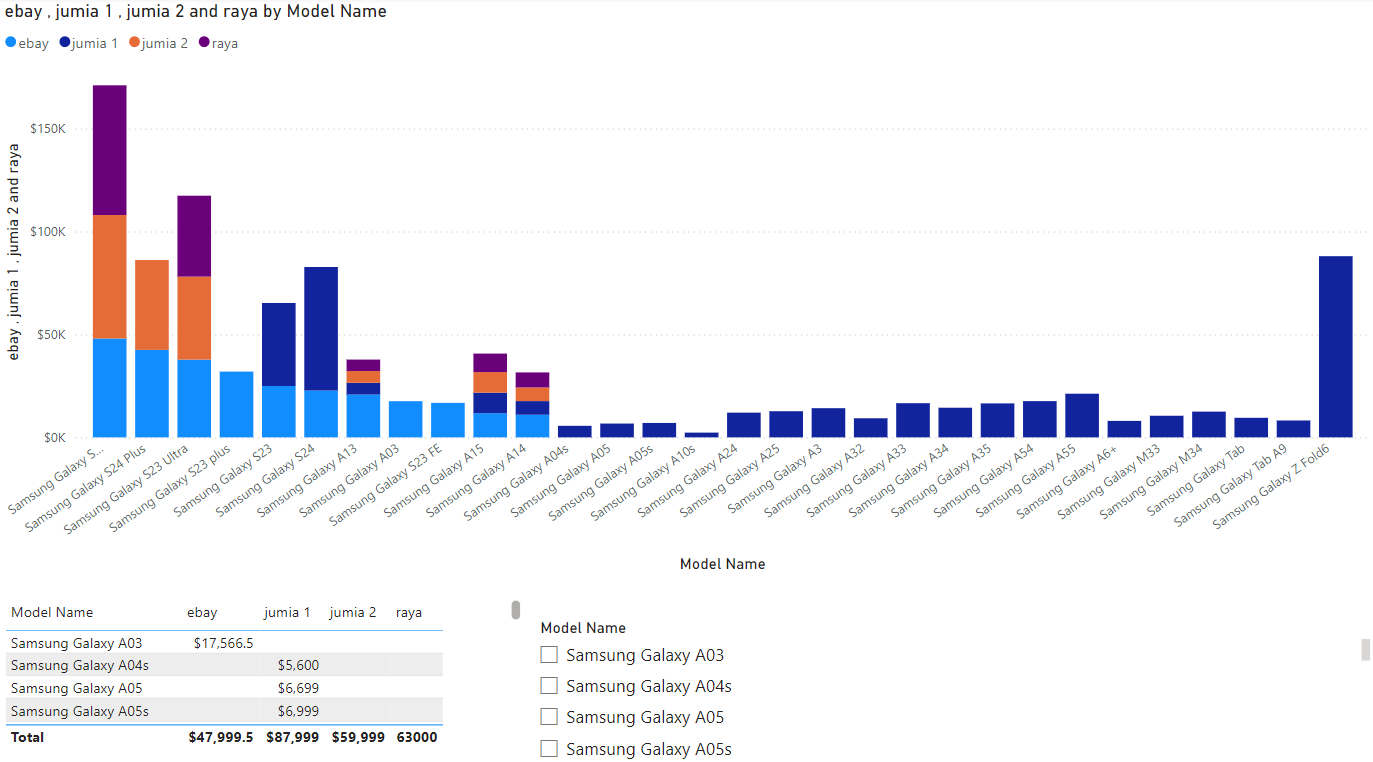 ebay , jumia 1 , jumia 2 and raya by Model Name
ebay jumia 1 jumia 2 raya
ebay , jumia 1 , jumia 2 and raya
$150K
$100K
$50K
$0K
Samsung Galaxy S...
Samsung Galaxy S24 Plus
Samsung Galaxy S23 Ultra
Samsung Galaxy S23 plus
Samsung Galaxy S23
Samsung Galaxy S24
Samsung Galaxy A13
Samsung Galaxy A03
Samsung Galaxy S23 FE
Samsung Galaxy A15
Samsung Galaxy A14
Samsung Galaxy A04s
Samsung Galaxy A05
Samsung Galaxy A05s
Samsung Galaxy A10s
Samsung Galaxy A24
Samsung Galaxy A25
Samsung Galaxy A3
Samsung Galaxy A32
Samsung Galaxy A33
Samsung Galaxy A34
Samsung Galaxy A35
Samsung Galaxy A54
Samsung Galaxy A55
Samsung Galaxy A6+
Samsung Galaxy M33
Samsung Galaxy M34
Samsung Galaxy Tab
Samsung Galaxy Tab A9
Samsung Galaxy Z Fold6
Model Name
Model Name ebay jumia 1 jumia 2 raya
Samsung Galaxy A03 $17,566.5
Samsung Galaxy A04s $5,600
Samsung Galaxy A05 $6,699
Samsung Galaxy A05s $6,999
Total $47,999.5 $87,999 $59,999 63000
Model Name
Samsung Galaxy A03
Samsung Galaxy A04s
Samsung Galaxy A05
Samsung Galaxy A05s